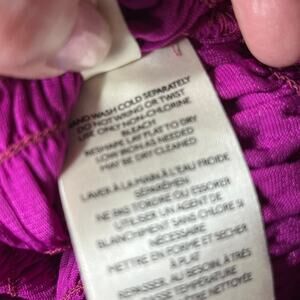 HAND WASH COLD SEPARATELY
DO NOT WRING OR TWIST
USE ONLY NON-CHLORINE
BLEACH
RESHAPE LAY FLAT TO DRY
LOW IRON AS NEEDED
MAY BE DRY CLEANED
LAVER À LA MAIN À L'EAU FROIDE
SÉPARÉMENT
NE PAS TORDRE OU ESSORER
UTILISER UN AGENT DE
BLANCHIMENT SANS CHLORE SI
NÉCESSAIRE
METTRE EN FORME ET SÉCHER
À PLAT
REPASSER, AU BESOIN, À TRÈS
BASSE TEMPÉRATURE
NETTOYÉE